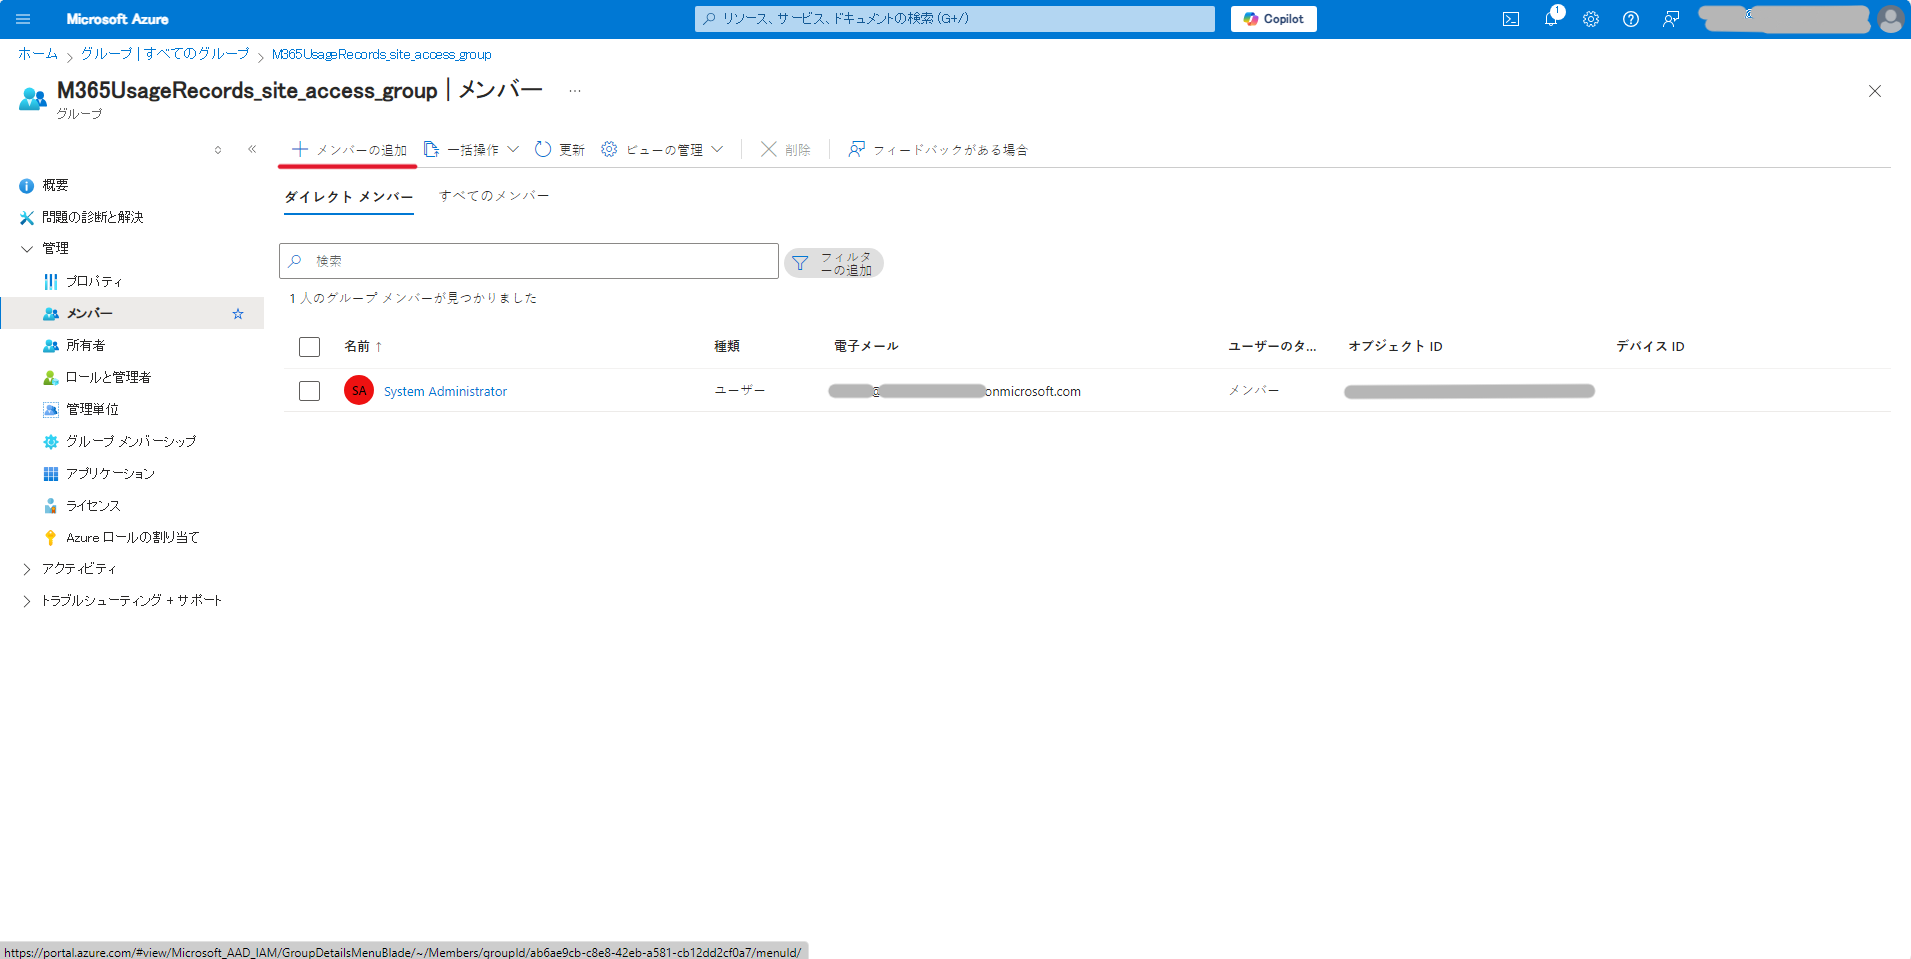 Microsoft Azure
リソース、サービス、ドキュメントの検索 (G+/)
Copilot
1
@
ホーム > グループ | すべてのグループ > M365UsageRecords_site_access_group
M365UsageRecords_site_access_group | メンバー ...
グループ
メンバーの追加 一括操作 更新 ビューの管理 削除 フィードバックがある場合
概要
問題の診断と解決
管理
プロパティ
メンバー
所有者
ロールと管理者
管理単位
グループ メンバーシップ
アプリケーション
ライセンス
Azure ロールの割り当て
アクティビティ
トラブルシューティング + サポート
ダイレクト メンバー すべてのメンバー
検索
フィルタ
ーの追加
1 人のグループ メンバーが見つかりました
名前 ↑ 種類 電子メール ユーザーのタ... オブジェクト ID デバイス ID
SA System Administrator ユーザー @ onmicrosoft.com メンバー
https://portal.azure.com/#view/Microsoft_AAD_IAM/GroupDetailsMenuBlade/~/Members/groupId/ab6ae9cb-c8e8-42eb-a581-cb12dd2cf0a7/menuId/